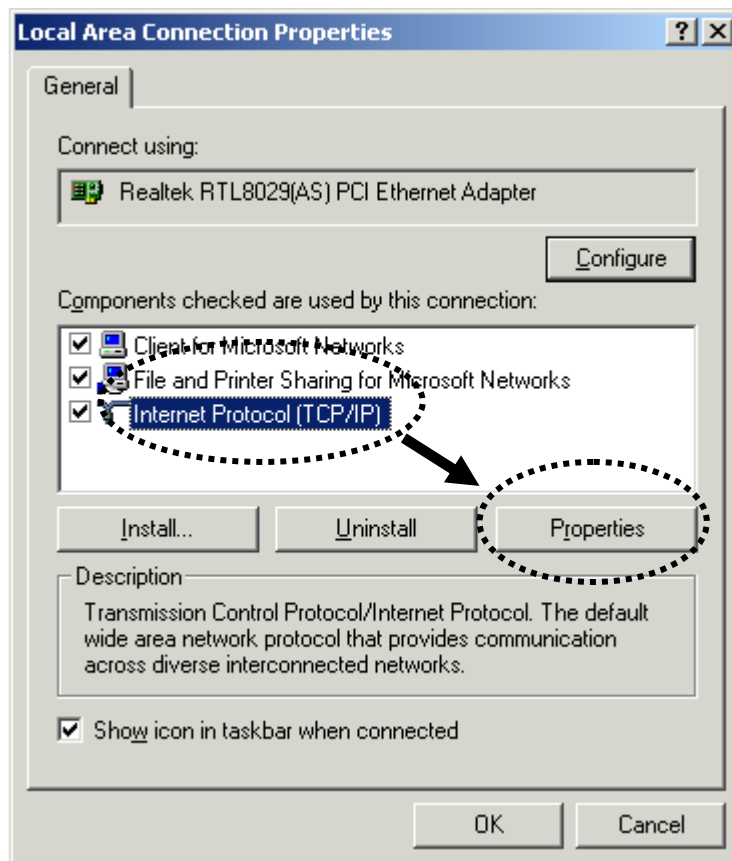 Local Area Connection Properties
General
Connect using:
Realtek RTL8029(AS) PCI Ethernet Adapter
Configure
Components checked are used by this connection:
Client for Microsoft Networks
File and Printer Sharing for Microsoft Networks
Internet Protocol (TCP/IP)
Install... Uninstall Properties
Description
Transmission Control Protocol/Internet Protocol. The default
wide area network protocol that provides communication
across diverse interconnected networks.
Show icon in taskbar when connected
OK Cancel